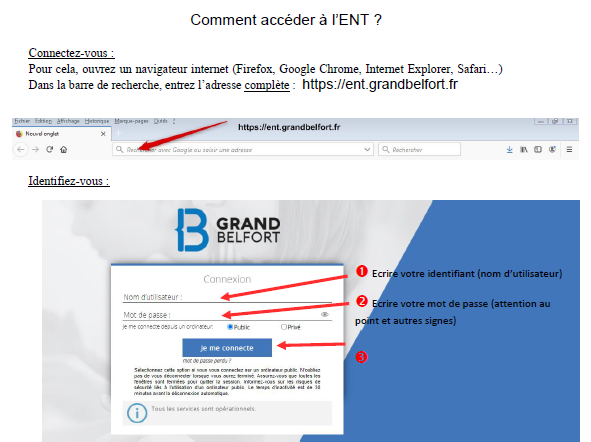 Comment accéder à l'ENT ?
Connectez-vous :
Pour cela, ouvrez un navigateur internet (Firefox, Google Chrome, Internet Explorer, Safari…)
Dans la barre de recherche, entrez l'adresse complète : https://ent.grandbelfort.fr
Fichier Edition Affichage Historique Marque-pages Outils ?
https://ent.grandbelfort.fr
Nouvel onglet
Rechercher avec Google ou saisir une adresse
Rechercher
Identifiez-vous :
GRAND
BELFORT
Connexion
1 Ecrire votre identifiant (nom d'utilisateur)
Nom d'utilisateur :
2 Ecrire votre mot de passe (attention au
point et autres signes)
Mot de passe :
Je me connecte depuis un ordinateur: Public Privé
Je me connecte
3
mot de passe perdu ?
Sélectionnez cette option si vous vous connectez sur un ordinateur public. N'oubliez
pas de vous déconnecter lorsque vous aurez terminé. Assurez-vous que toutes les
fenêtres sont fermées pour quitter la session. Informez-vous sur les risques de
sécurité liés à l'utilisation d'un ordinateur public. Le temps d'inactivité est de 30
minutes avant la déconnexion automatique.
Tous les services sont opérationnels.